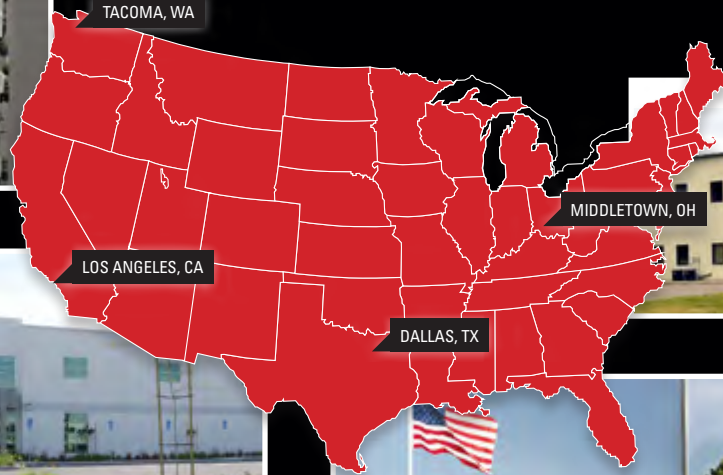 TACOMA, WA
MIDDLETOWN, OH
LOS ANGELES, CA
DALLAS, TX